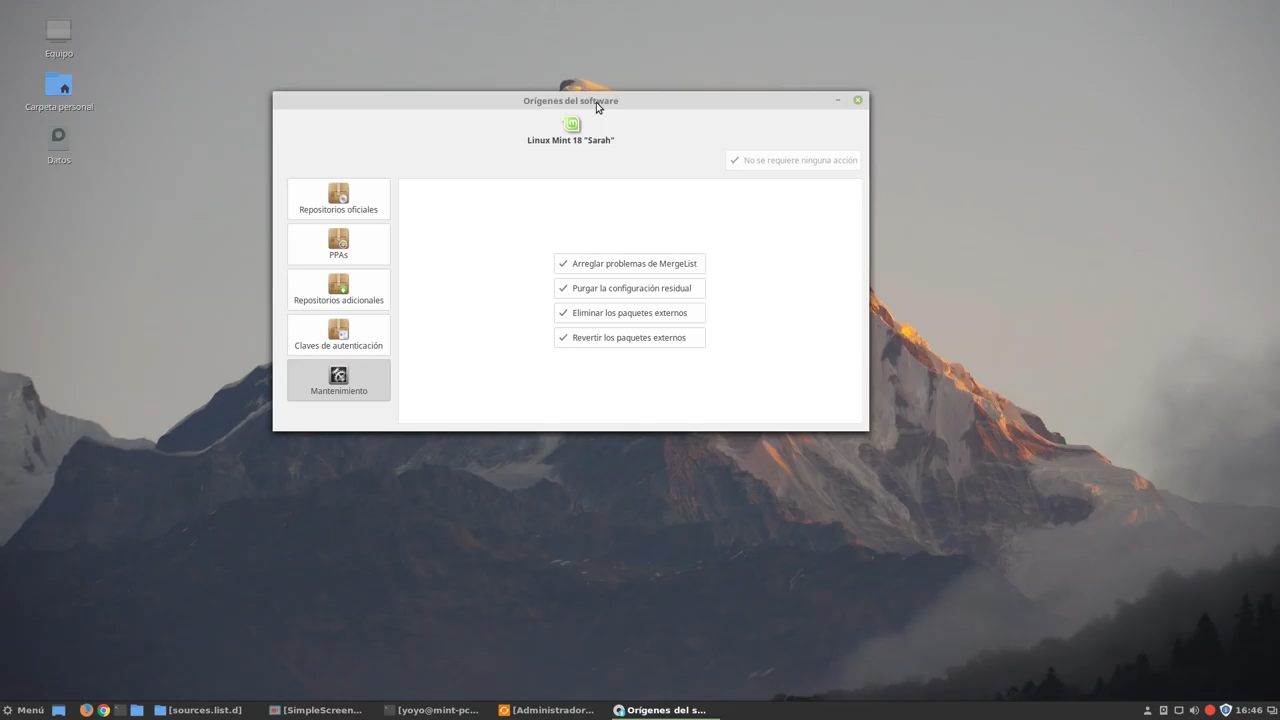 Equipo
Carpeta personal
Datos
Orígenes del software
Linux Mint 18 "Sarah"
No se requiere ninguna acción
Repositorios oficiales
PPAs
Repositorios adicionales
Claves de autenticación
Mantenimiento
Arreglar problemas de MergeList
Purgar la configuración residual
Eliminar los paquetes externos
Revertir los paquetes externos
Menú
[sources.list.d]
[SimpleScreen...
[yoyo@mint-pc...
[Administrador...
Orígenes del s...
16:46